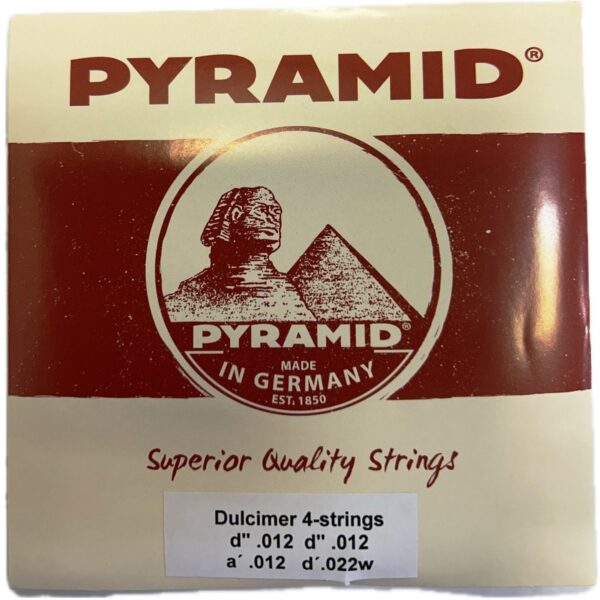 PYRAMID®
PYRAMID®
MADE
IN GERMANY
EST. 1850
Superior Quality Strings
Dulcimer 4-strings
d" .012 d" .012
a´ .012 d´.022w